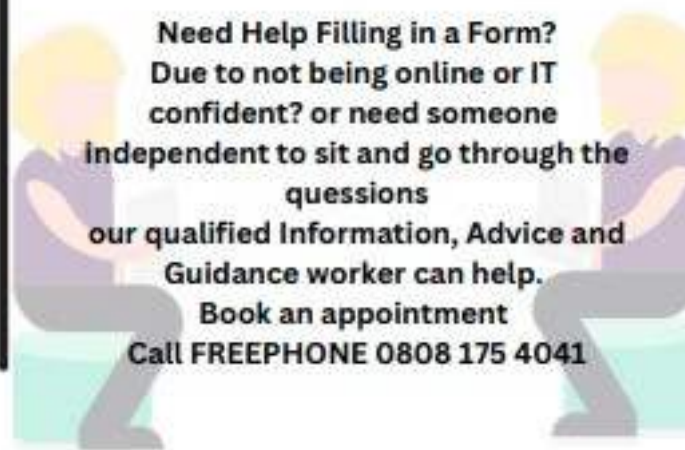 Need Help Filling in a Form?
Due to not being online or IT
confident? or need someone
independent to sit and go through the
quessions
our qualified Information, Advice and
Guidance worker can help.
Book an appointment
Call FREEPHONE 0808 175 4041